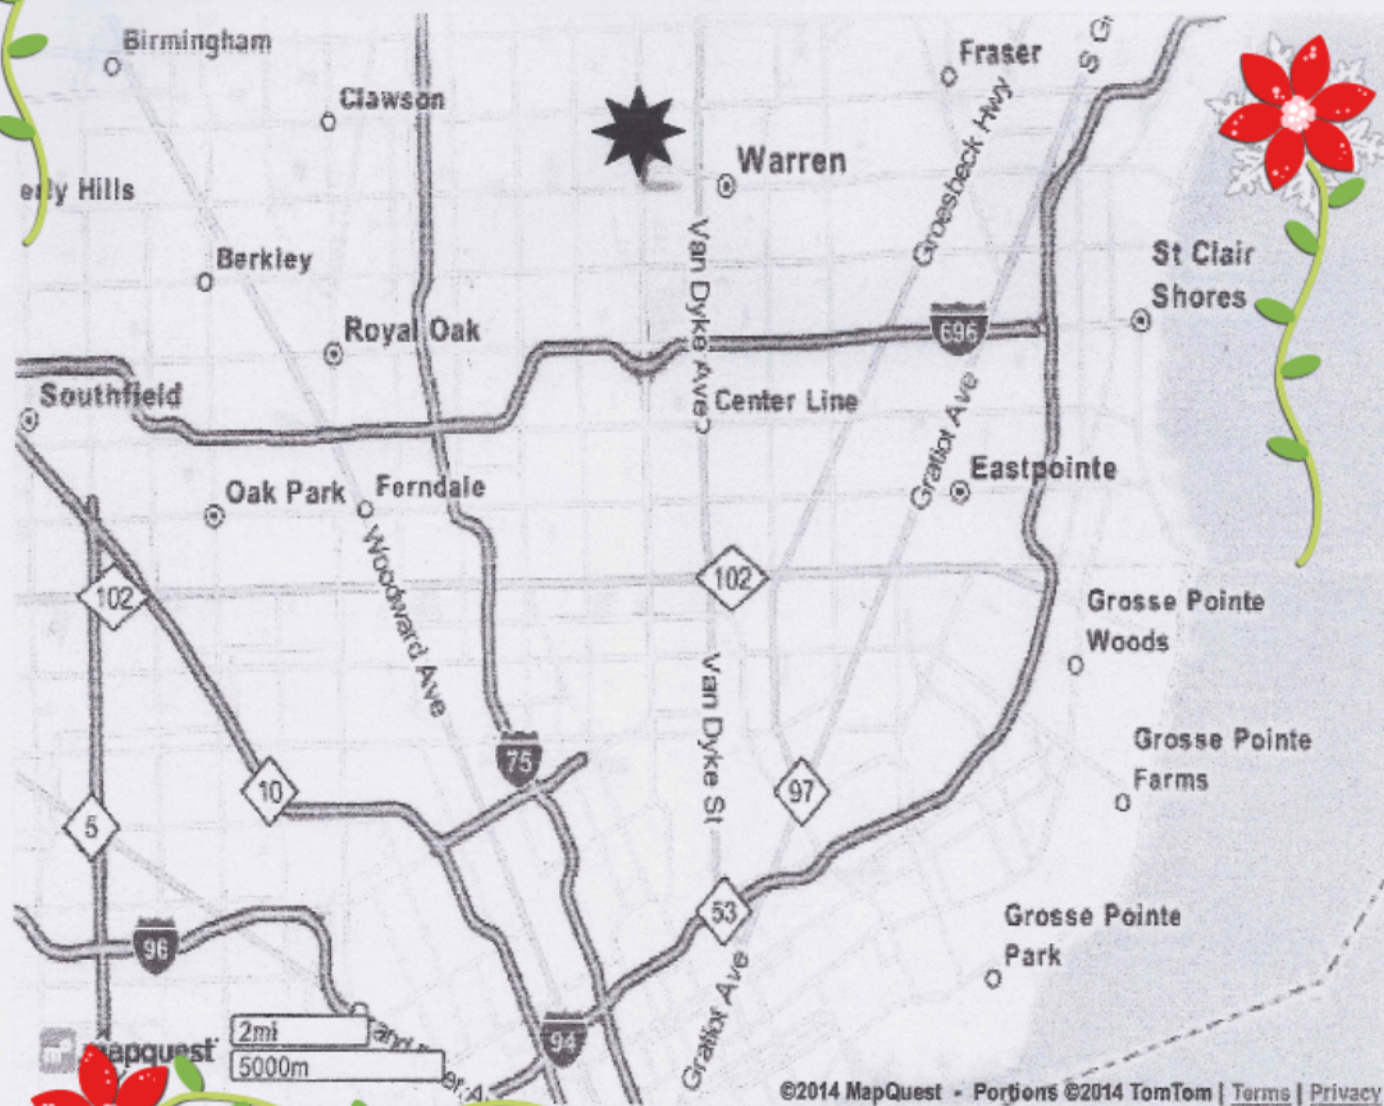 Birmingham
Fraser
S Gr
Clawson
Groesbeck Hwy
Warren
erly Hills
Berkley
Van Dyke Ave
St Clair
Shores
Royal Oak
696
Southfield
Center Line
Gratiot Ave
Eastpointe
Oak Park
Ferndale
Woodward Ave
102
102
Grosse Pointe
Woods
Van Dyke St
Grosse Pointe
Farms
75
10
97
5
53
Grosse Pointe
Park
96
Gratiot Ave
94
mapquest
2mi
5000m
©2014 MapQuest - Portions ©2014 TomTom | Terms | Privacy